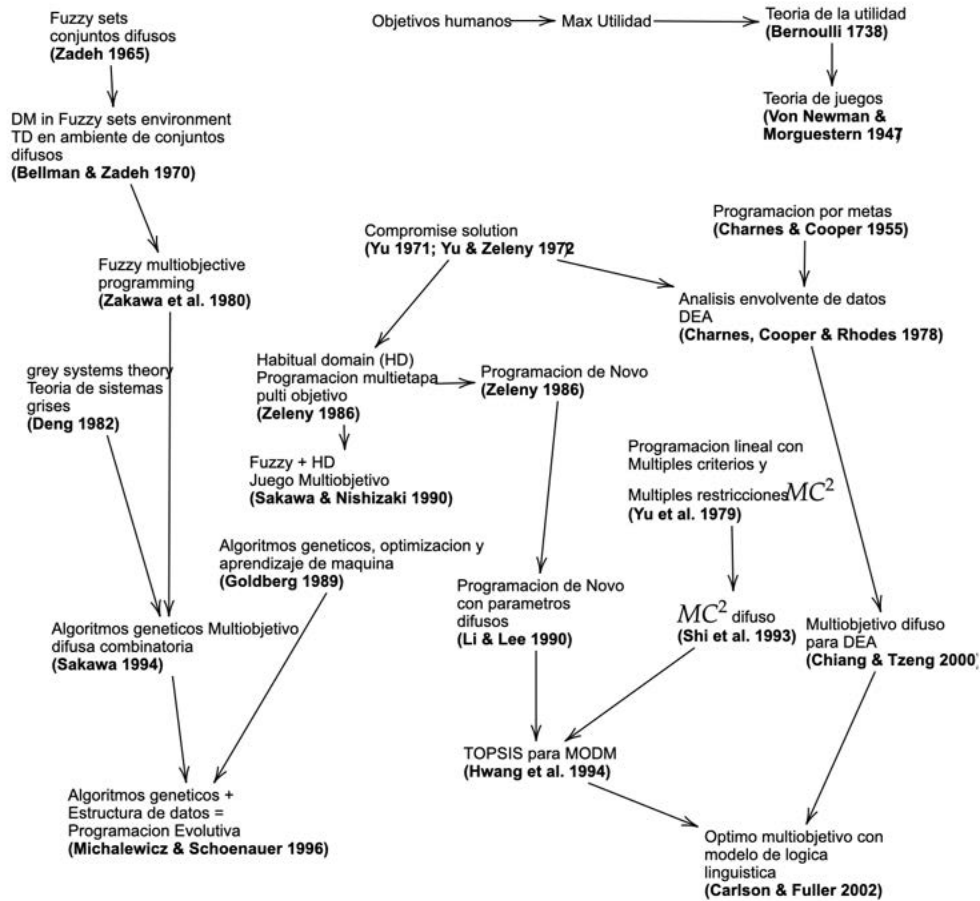 Fuzzy sets
conjuntos difusos
(Zadeh 1965)
Objetivos humanos
Max Utilidad
Teoria de la utilidad
(Bernoulli 1738)
DM in Fuzzy sets environment
TD en ambiente de conjuntos
difusos
(Bellman & Zadeh 1970)
Teoria de juegos
(Von Newman &
Morguestern 1947)
Compromise solution
(Yu 1971; Yu & Zeleny 1972)
Programacion por metas
(Charnes & Cooper 1955)
Fuzzy multiobjective
programming
(Zakawa et al. 1980)
Analisis envolvente de datos
DEA
(Charnes, Cooper & Rhodes 1978)
grey systems theory
Teoria de sistemas
grises
(Deng 1982)
Habitual domain (HD)
Programacion multietapa
pulti objetivo
(Zeleny 1986)
Programacion de Novo
(Zeleny 1986)
Fuzzy + HD
Juego Multiobjetivo
(Sakawa & Nishizaki 1990)
Programacion lineal con
Multiples criterios y
Multiples restricciones MC²
(Yu et al. 1979)
Algoritmos geneticos, optimizacion y
aprendizaje de maquina
(Goldberg 1989)
Programacion de Novo
con parametros
difusos
(Li & Lee 1990)
MC² difuso
(Shi et al. 1993)
Multiobjetivo difuso
para DEA
(Chiang & Tzeng 2000)
Algoritmos geneticos Multiobjetivo
difusa combinatoria
(Sakawa 1994)
TOPSIS para MODM
(Hwang et al. 1994)
Algoritmos geneticos +
Estructura de datos =
Programacion Evolutiva
(Michalewicz & Schoenauer 1996)
Optimo multiobjetivo con
modelo de logica
linguistica
(Carlson & Fuller 2002)